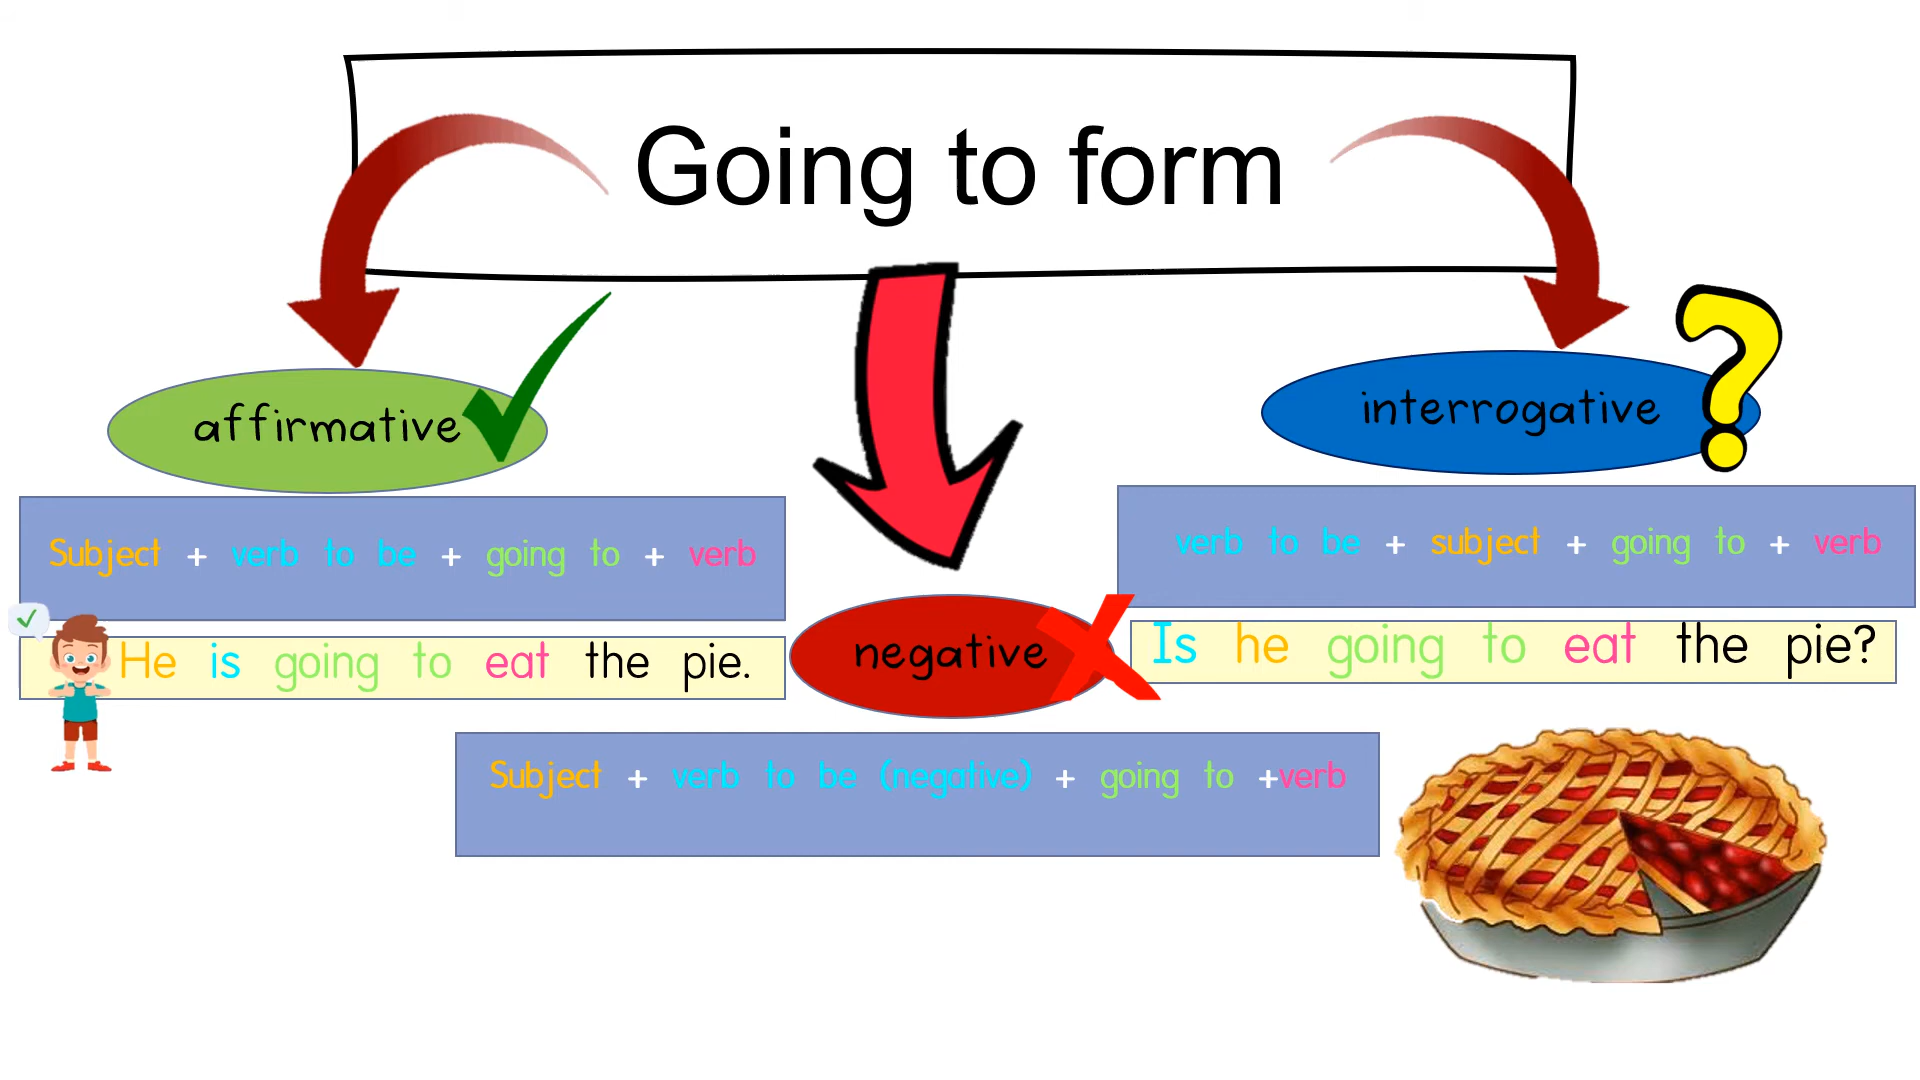 Going to form
affirmative
interrogative
Subject + verb to be + going to + verb
verb to be + subject + going to + verb
He is going to eat the pie.
negative
Is he going to eat the pie?
Subject + verb to be (negative) + going to +verb